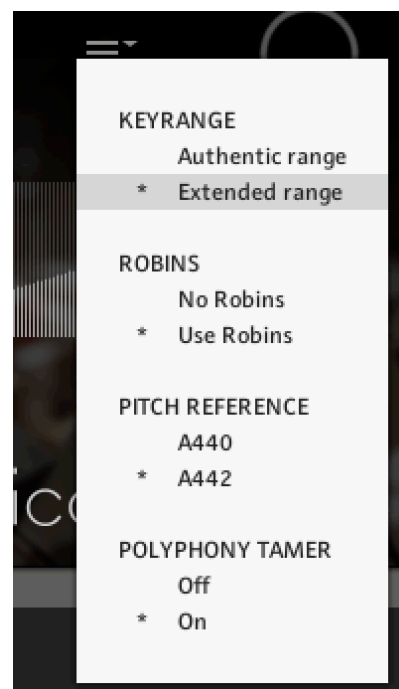 KEYRANGE
Authentic range
* Extended range
ROBINS
No Robins
* Use Robins
PITCH REFERENCE
A440
* A442
POLYPHONY TAMER
Off
* On